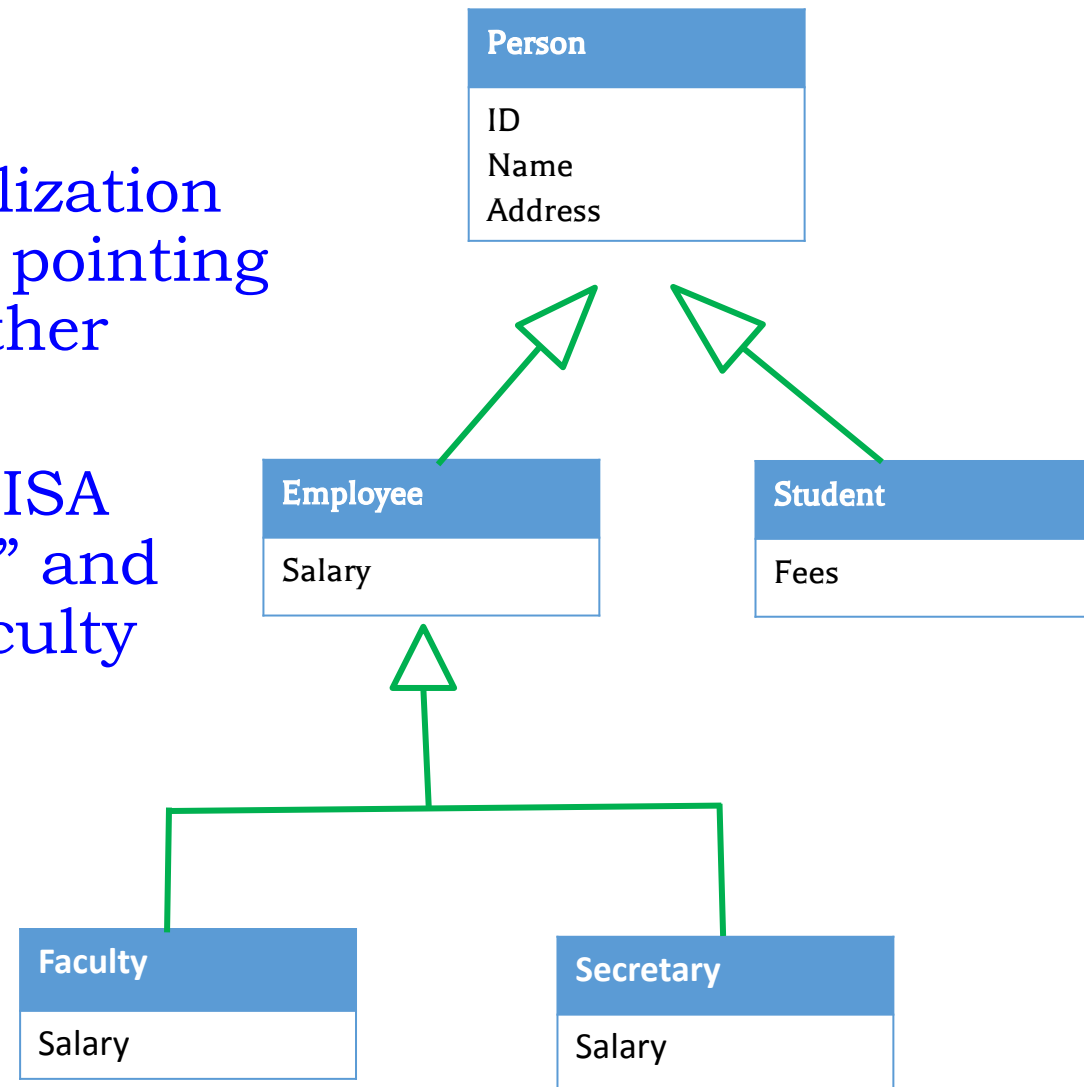 lization
pointing
ther
ISA
” and
culty
Person
ID
Name
Address
Employee
Salary
Student
Fees
Faculty
Salary
Secretary
Salary